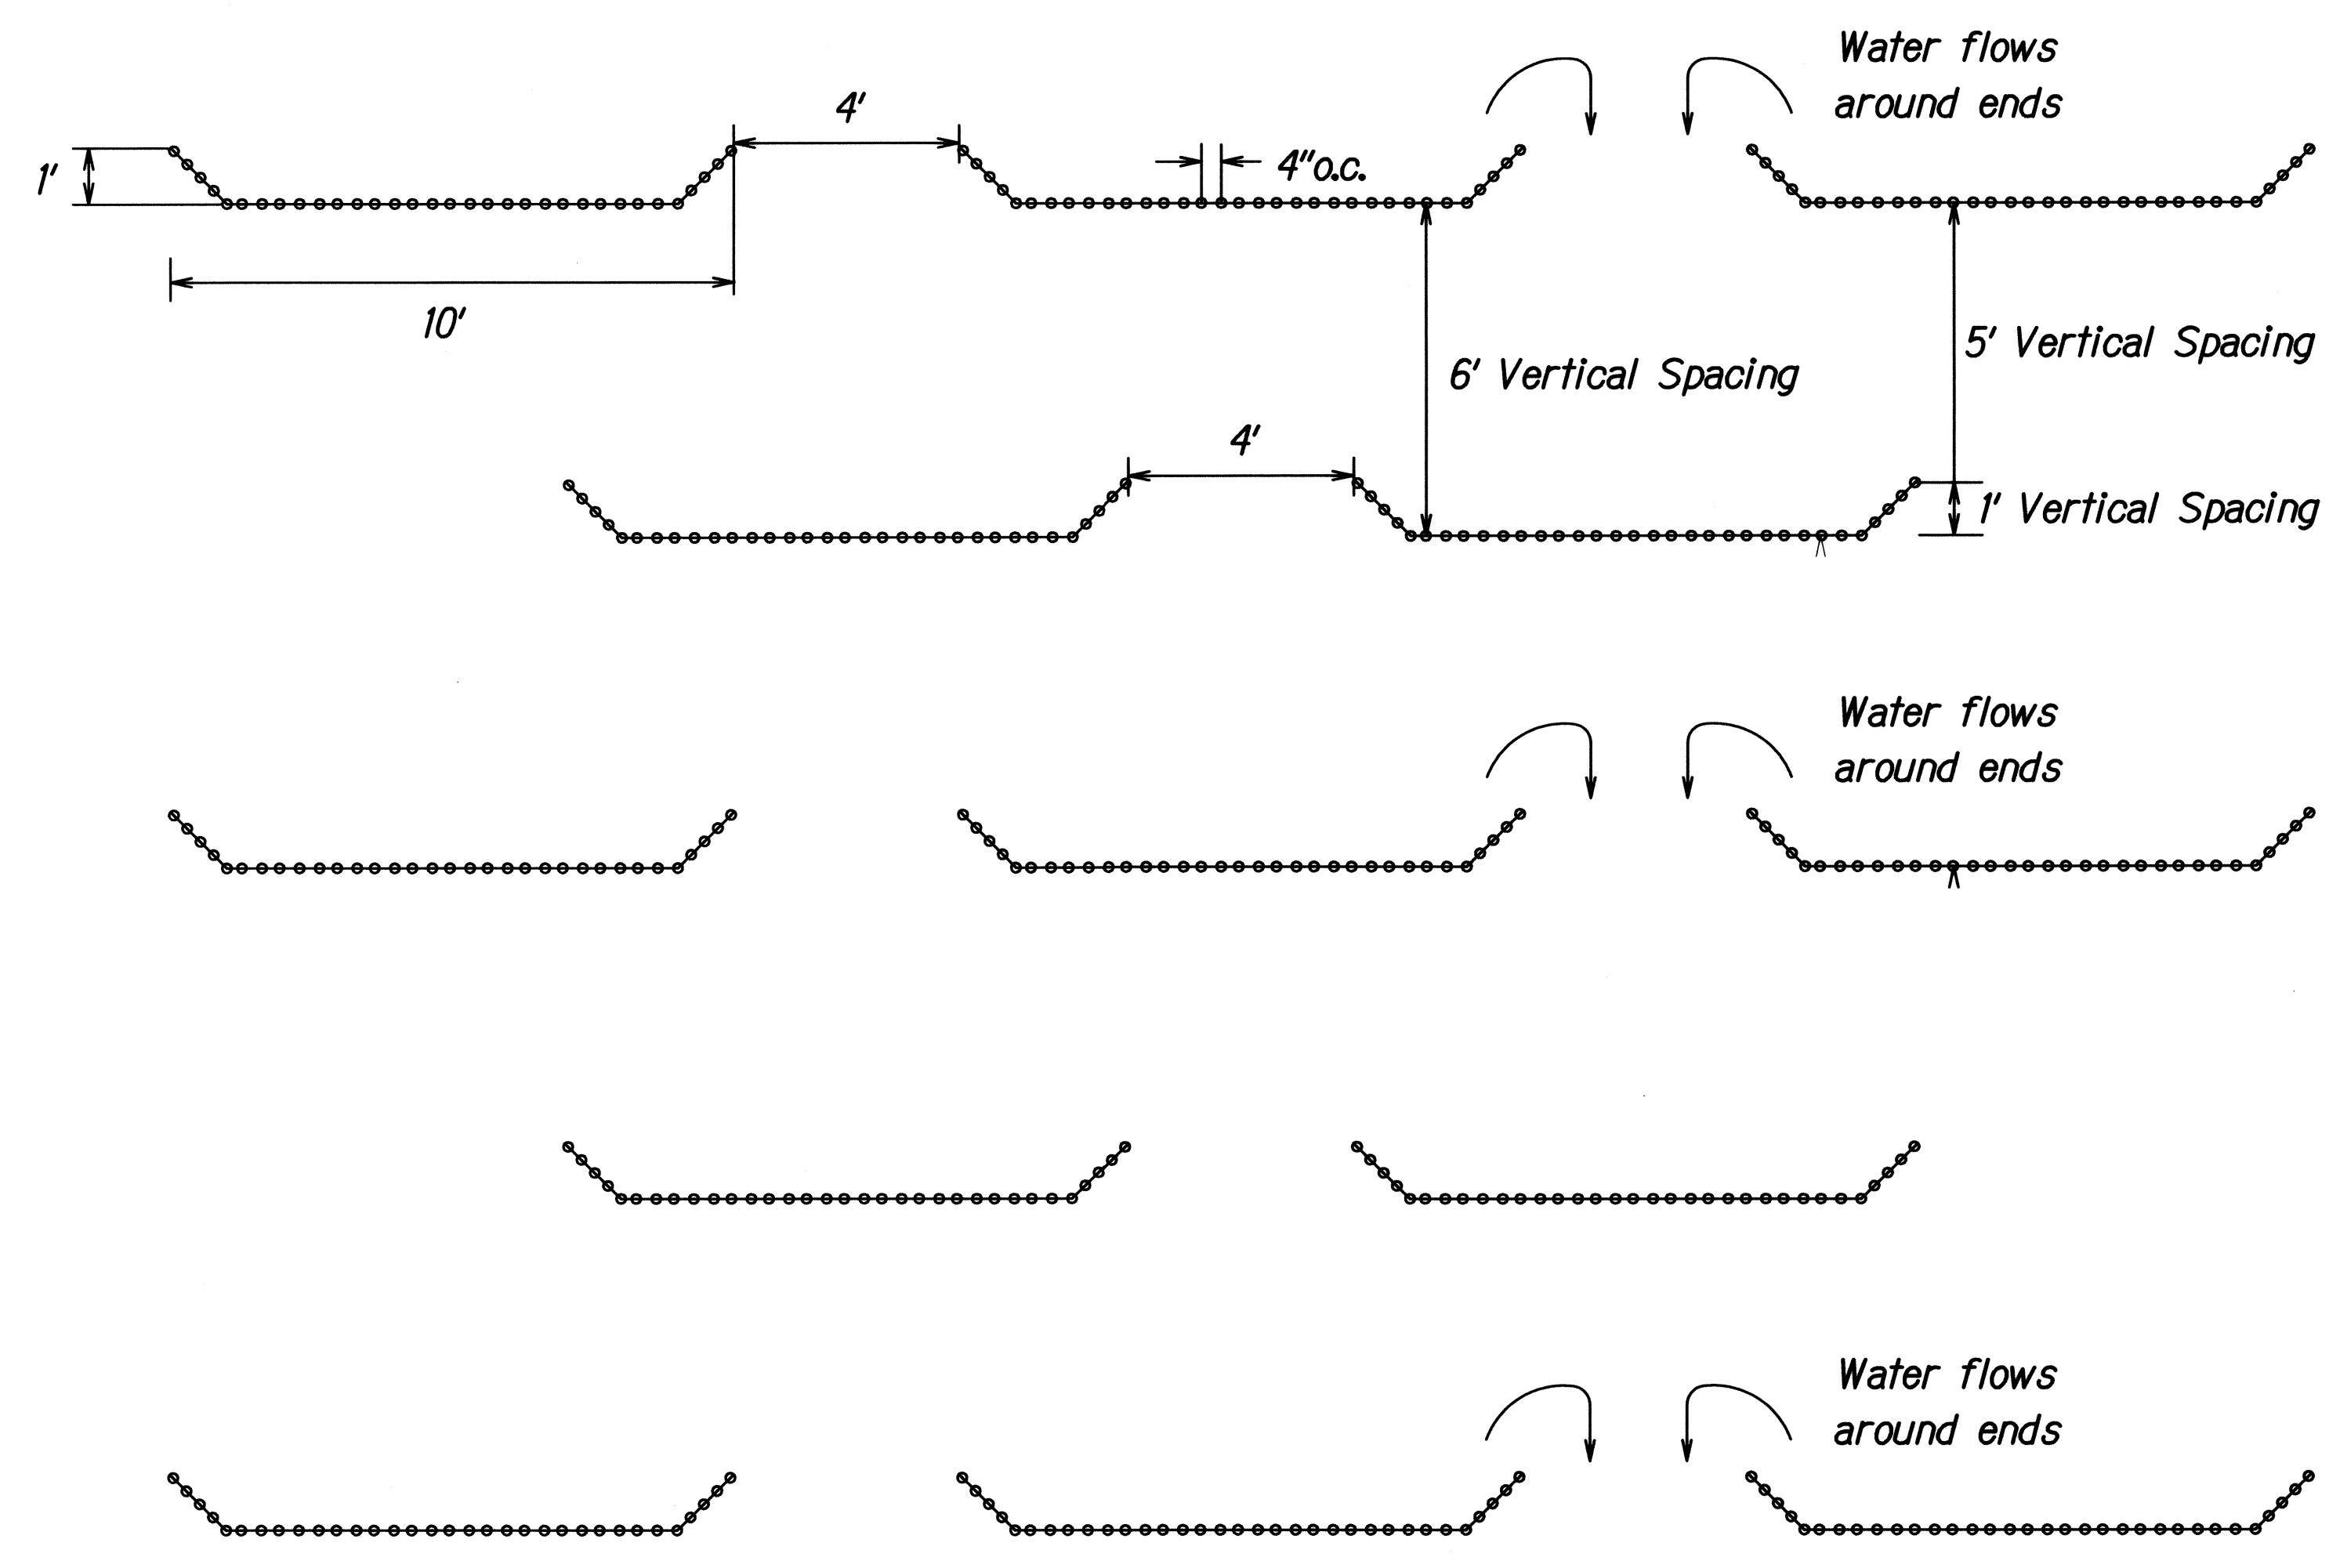 Water flows
around ends
4'
1'
4"o.c.
10'
5' Vertical Spacing
6' Vertical Spacing
4'
1' Vertical Spacing
Water flows
around ends
Water flows
around ends